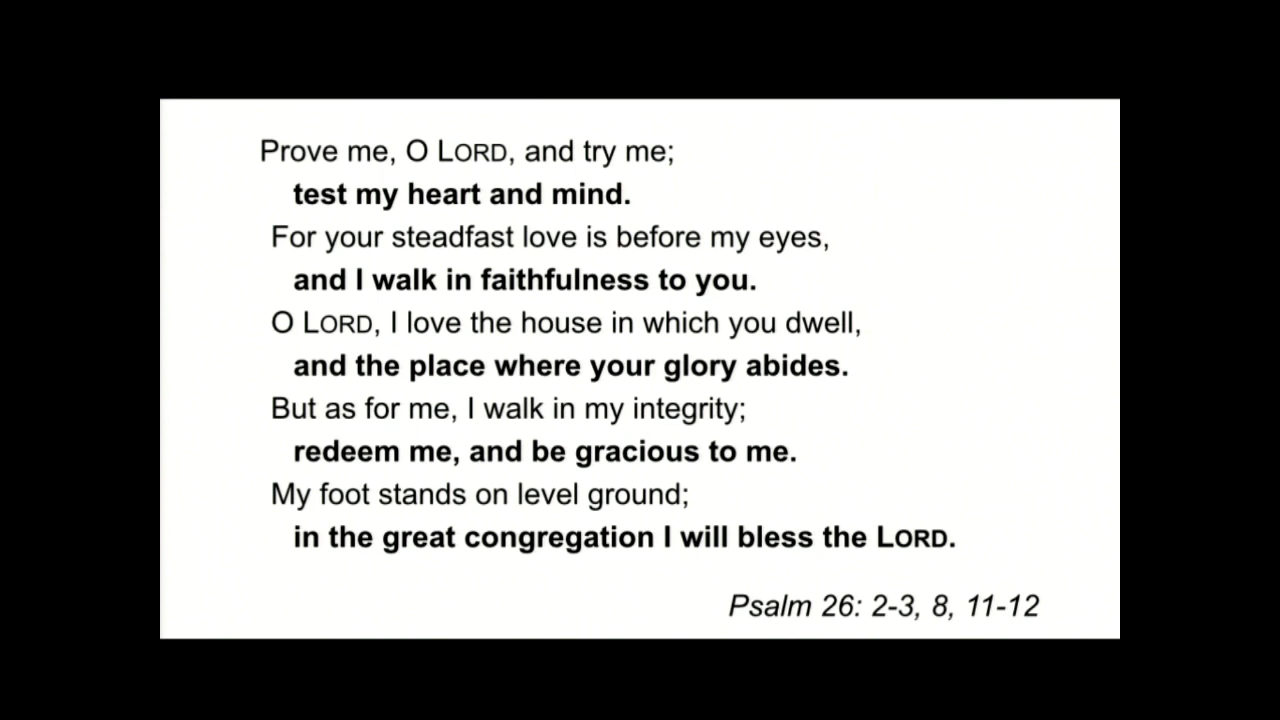 Prove me, O LORD, and try me;
test my heart and mind.
For your steadfast love is before my eyes,
and I walk in faithfulness to you.
O LORD, I love the house in which you dwell,
and the place where your glory abides.
But as for me, I walk in my integrity;
redeem me, and be gracious to me.
My foot stands on level ground;
in the great congregation I will bless the LORD.
Psalm 26: 2-3, 8, 11-12